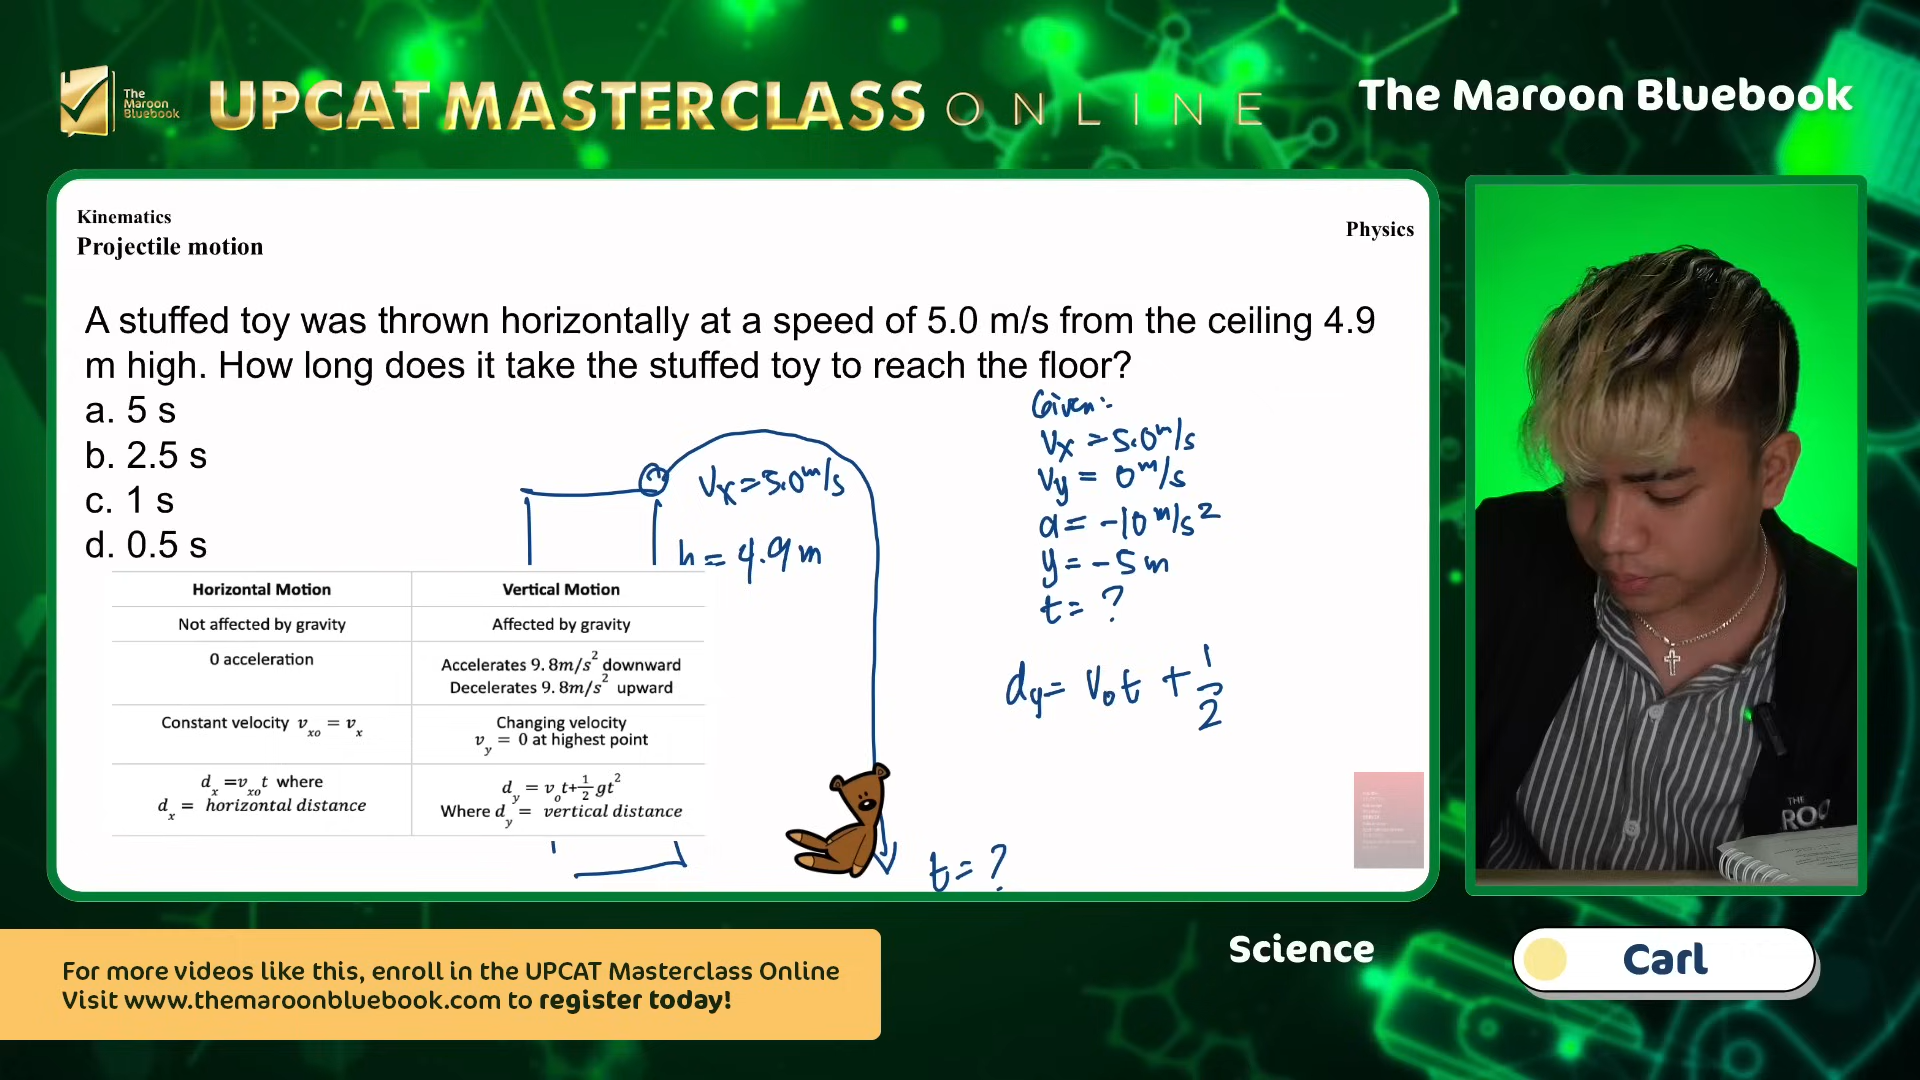 The
Maroon
Bluebook
UPCAT MASTERCLASS ONLINE
The Maroon Bluebook
Kinematics
Projectile motion
Physics
A stuffed toy was thrown horizontally at a speed of 5.0 m/s from the ceiling 4.9
m high. How long does it take the stuffed toy to reach the floor?
a. 5 s
b. 2.5 s
c. 1 s
d. 0.5 s
Vx = 5.0 m/s
h = 4.9 m
Given:
Vx = 5.0 m/s
Vy = 0 m/s
a = -10 m/s²
y = -5 m
t = ?
dy = V₀t + 1/2
t = ?
Horizontal Motion Vertical Motion
Not affected by gravity Affected by gravity
0 acceleration Accelerates 9.8m/s² downward
Decelerates 9.8m/s² upward
Constant velocity vxo = vx Changing velocity
vy = 0 at highest point
dx =vxot where dy = vot+½gt²
dx = horizontal distance Where dy = vertical distance
THE
ROC
For more videos like this, enroll in the UPCAT Masterclass Online
Visit www.themaroonbluebook.com to register today!
Science
Carl